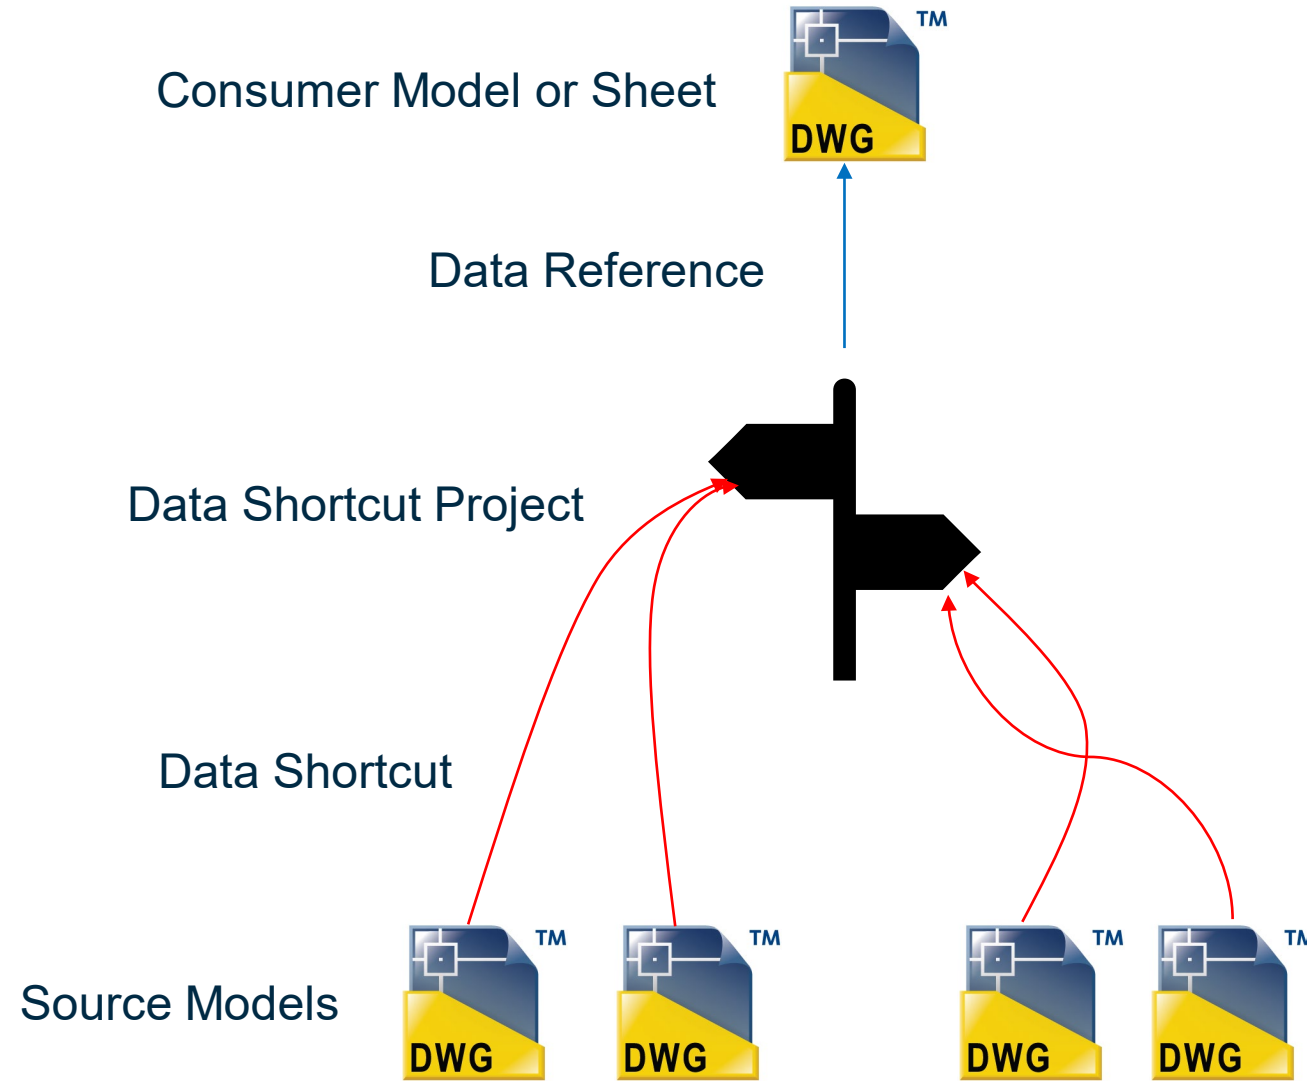 TM
Consumer Model or Sheet
DWG
Data Reference
Data Shortcut Project
Data Shortcut
TM TM TM TM
Source Models
DWG DWG DWG DWG